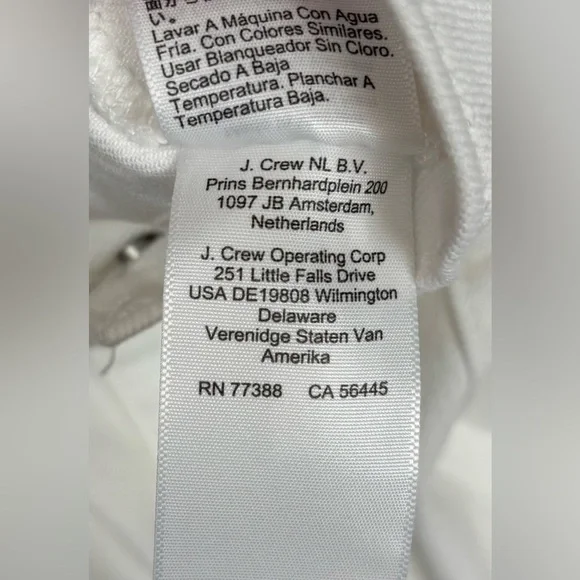 い。
Lavar A Máquina Con Agua
Fría. Con Colores Similares.
Usar Blanqueador Sin Cloro.
Secado A Baja
Temperatura. Planchar A
Temperatura Baja.
J. Crew NL B.V.
Prins Bernhardplein 200
1097 JB Amsterdam,
Netherlands
J. Crew Operating Corp
251 Little Falls Drive
USA DE19808 Wilmington
Delaware
Verenidge Staten Van
Amerika
RN 77388 CA 56445